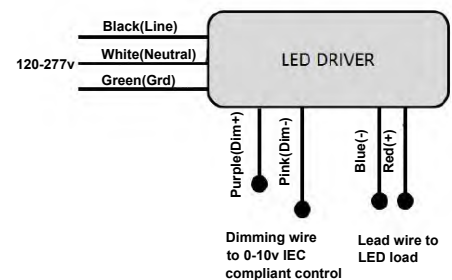 Black(Line)
120-277v
White(Neutral)
Green(Grd)
LED DRIVER
Purple(Dim+)
Pink(Dim-)
Blue(-)
Red(+)
Dimming wire
to 0-10v IEC
compliant control
Lead wire to
LED load